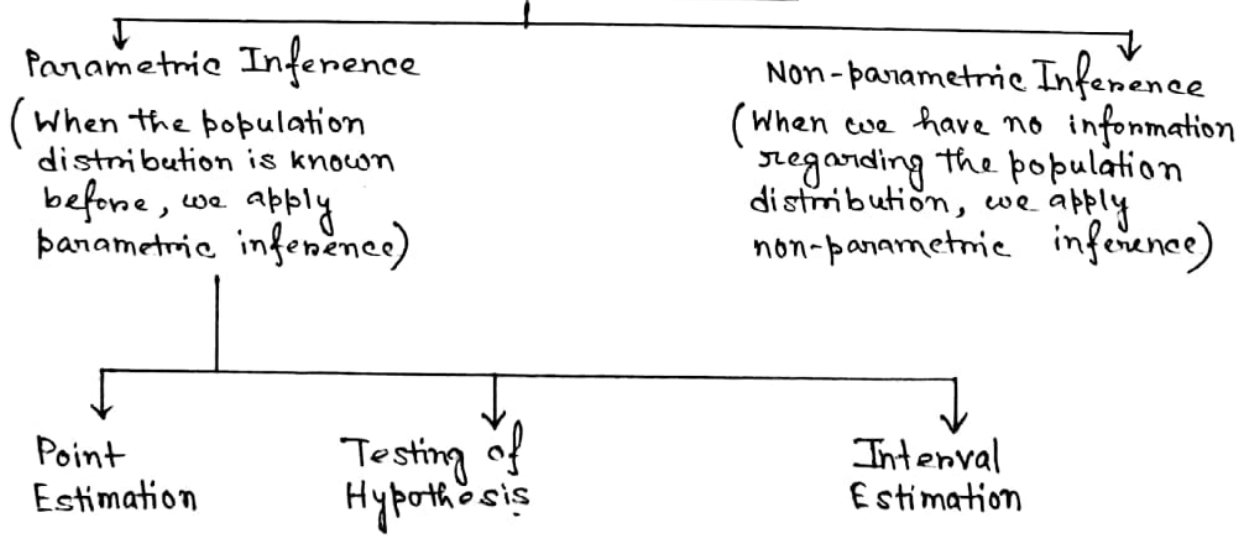 Parametric Inference
(When the population
distribution is known
before, we apply
parametric inference)
Non-parametric Inference
(When we have no information
regarding the population
distribution, we apply
non-parametric inference)
Point
Estimation
Testing of
Hypothesis
Interval
Estimation